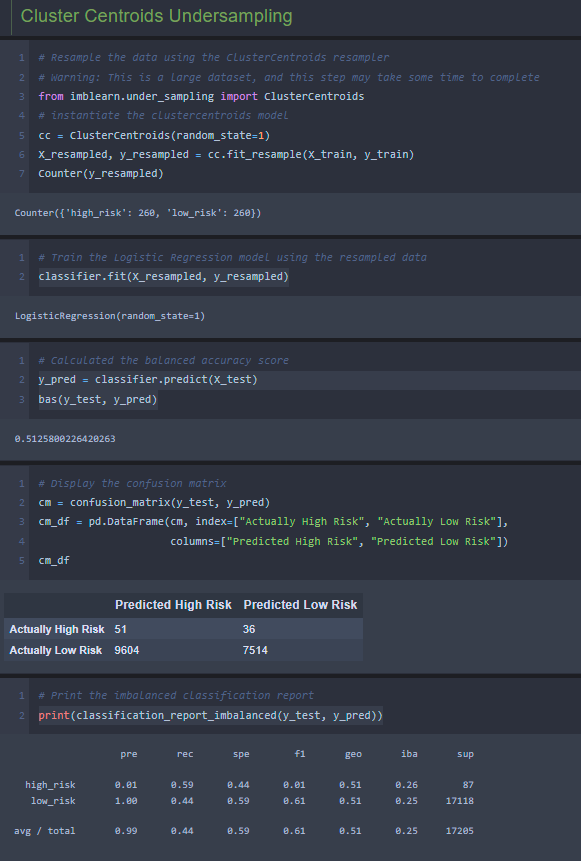 Cluster Centroids Undersampling
1 # Resample the data using the ClusterCentroids resampler
2 # Warning: This is a large dataset, and this step may take some time to complete
3 from imblearn.under_sampling import ClusterCentroids
4 # instantiate the clustercentroids model
5 cc = ClusterCentroids(random_state=1)
6 X_resampled, y_resampled = cc.fit_resample(X_train, y_train)
7 Counter(y_resampled)
Counter({'high_risk': 260, 'low_risk': 260})
1 # Train the Logistic Regression model using the resampled data
2 classifier.fit(X_resampled, y_resampled)
LogisticRegression(random_state=1)
1 # Calculated the balanced accuracy score
2 y_pred = classifier.predict(X_test)
3 bas(y_test, y_pred)
0.5125800226420263
1 # Display the confusion matrix
2 cm = confusion_matrix(y_test, y_pred)
3 cm_df = pd.DataFrame(cm, index=["Actually High Risk", "Actually Low Risk"],
4 columns=["Predicted High Risk", "Predicted Low Risk"])
5 cm_df
Predicted High Risk Predicted Low Risk
Actually High Risk 51 36
Actually Low Risk 9604 7514
1 # Print the imbalanced classification report
2 print(classification_report_imbalanced(y_test, y_pred))
pre rec spe f1 geo iba sup
high_risk 0.01 0.59 0.44 0.01 0.51 0.26 87
low_risk 1.00 0.44 0.59 0.61 0.51 0.25 17118
avg / total 0.99 0.44 0.59 0.61 0.51 0.25 17205